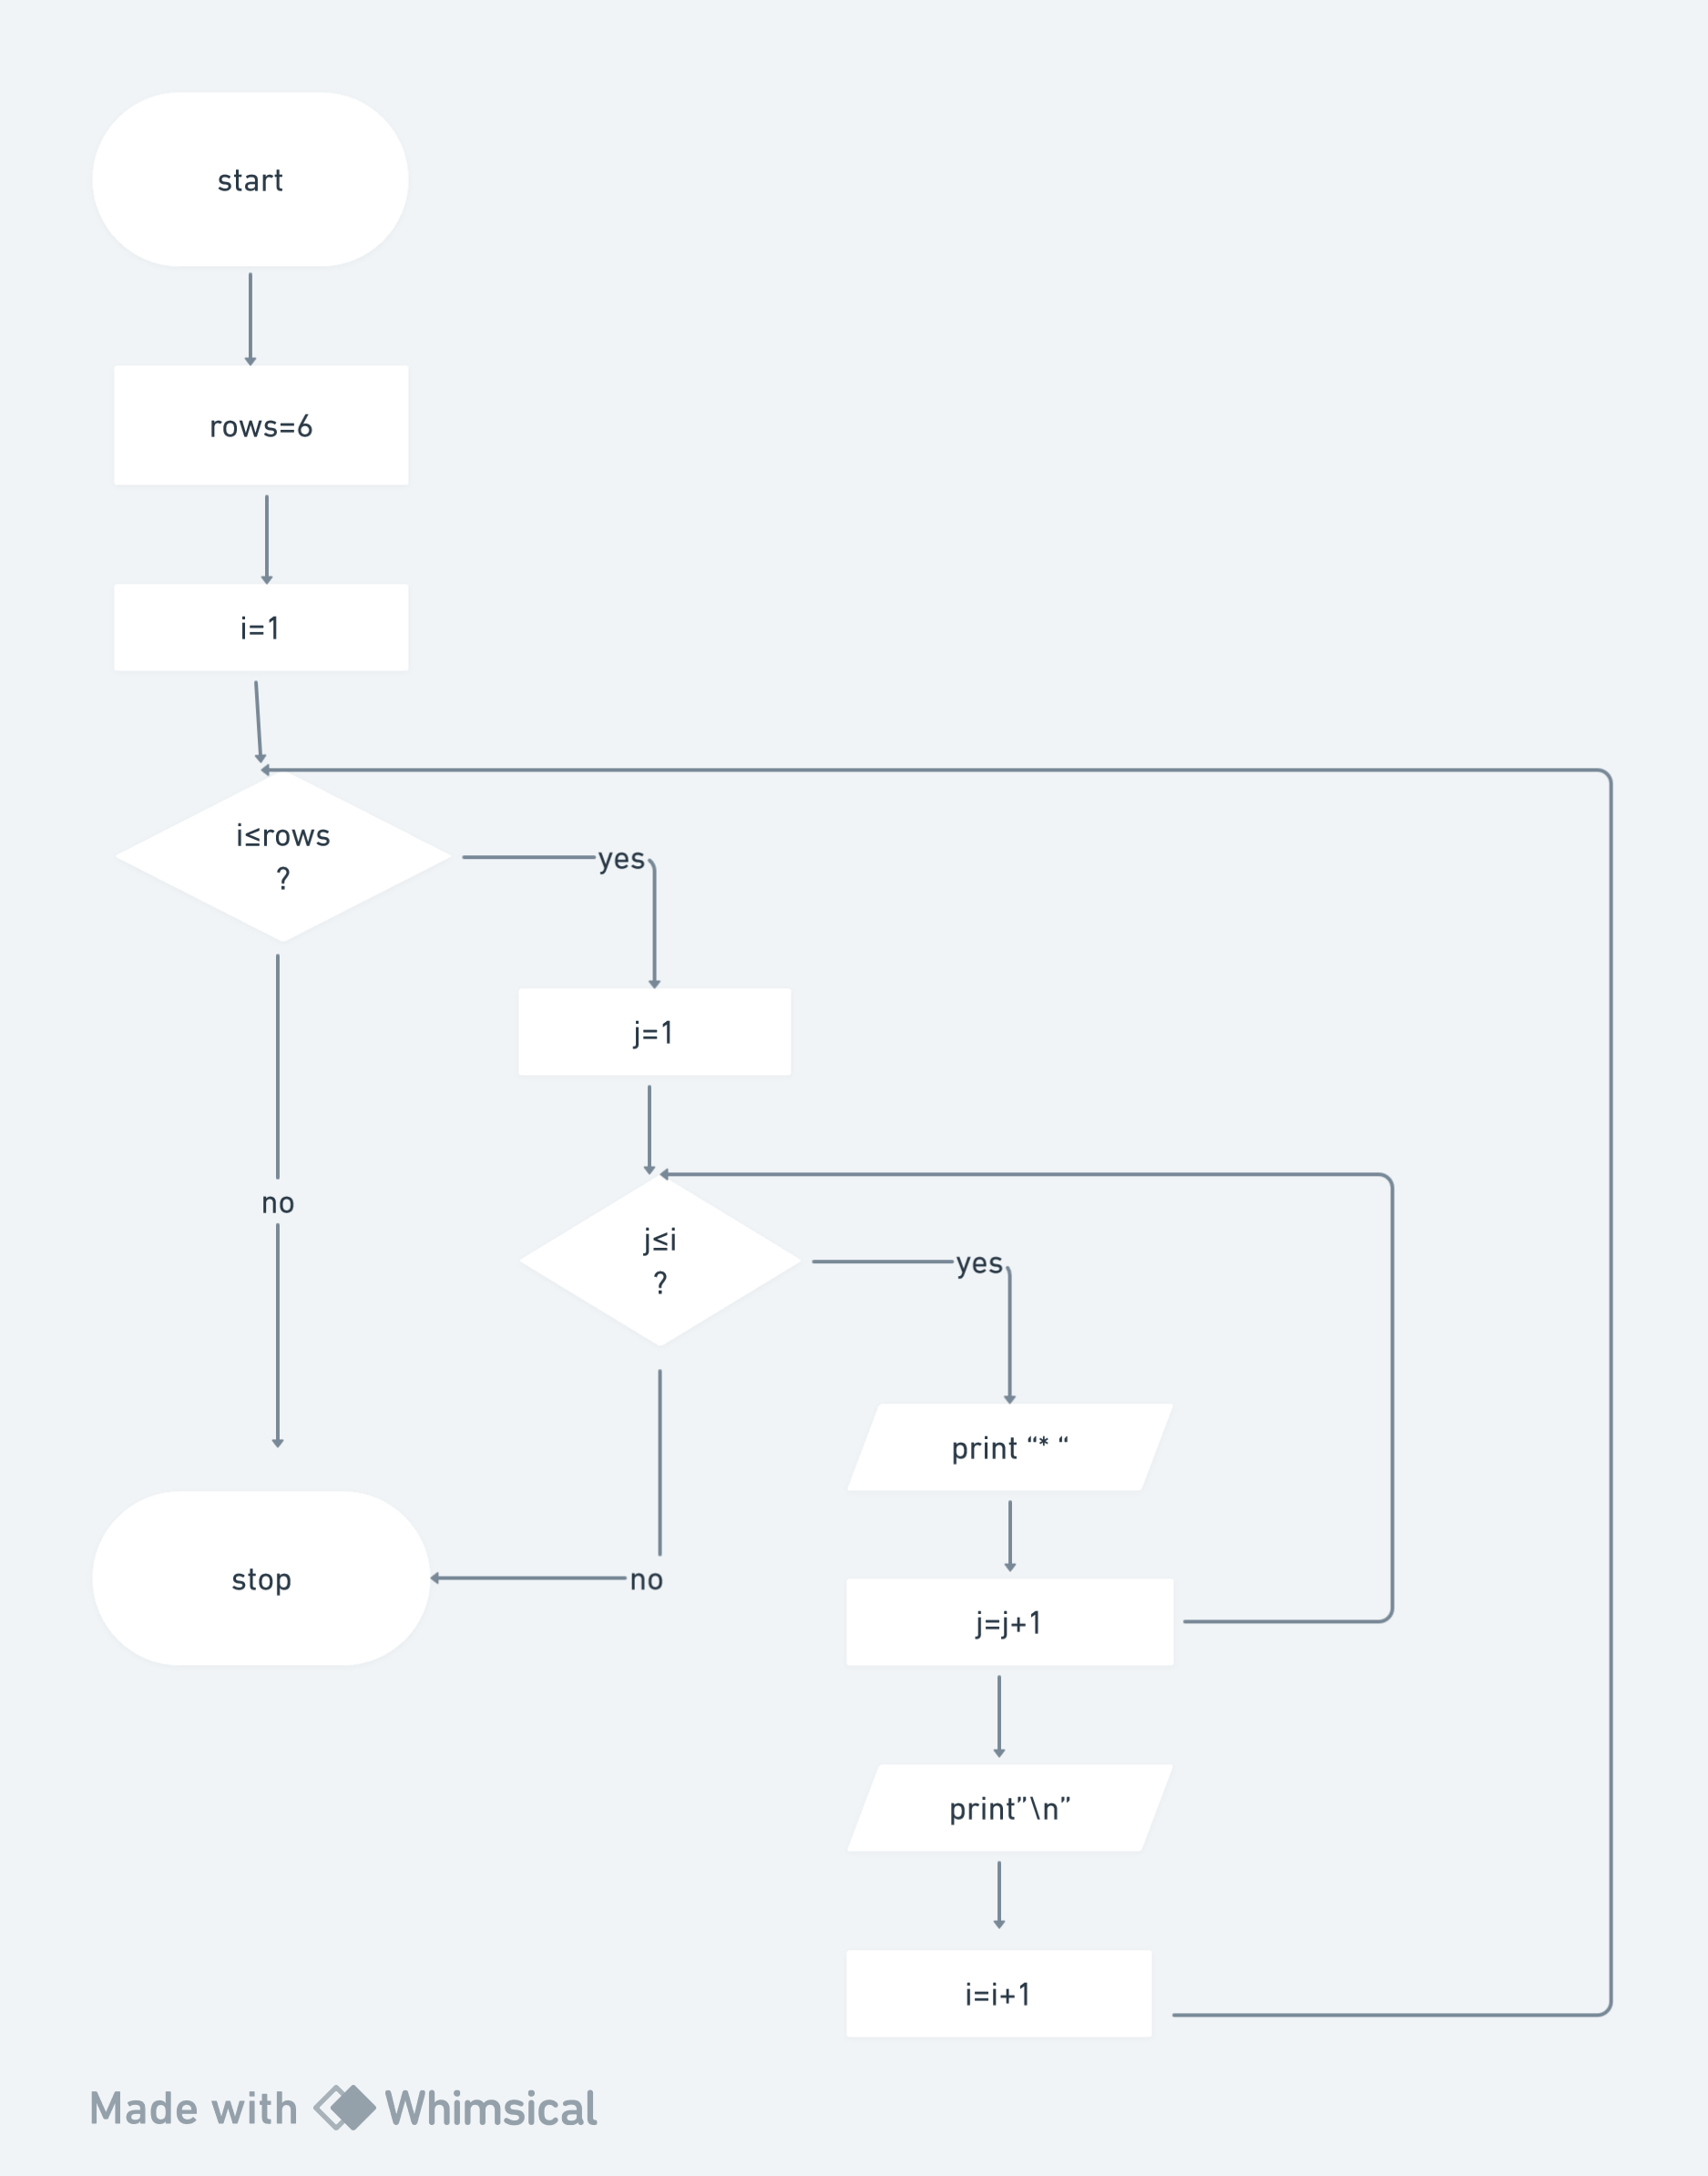 start
rows=6
i=1
i≤rows
?
yes
j=1
no
j≤i
?
yes
print “* “
no
stop
j=j+1
print”\n”
i=i+1
Made with Whimsical